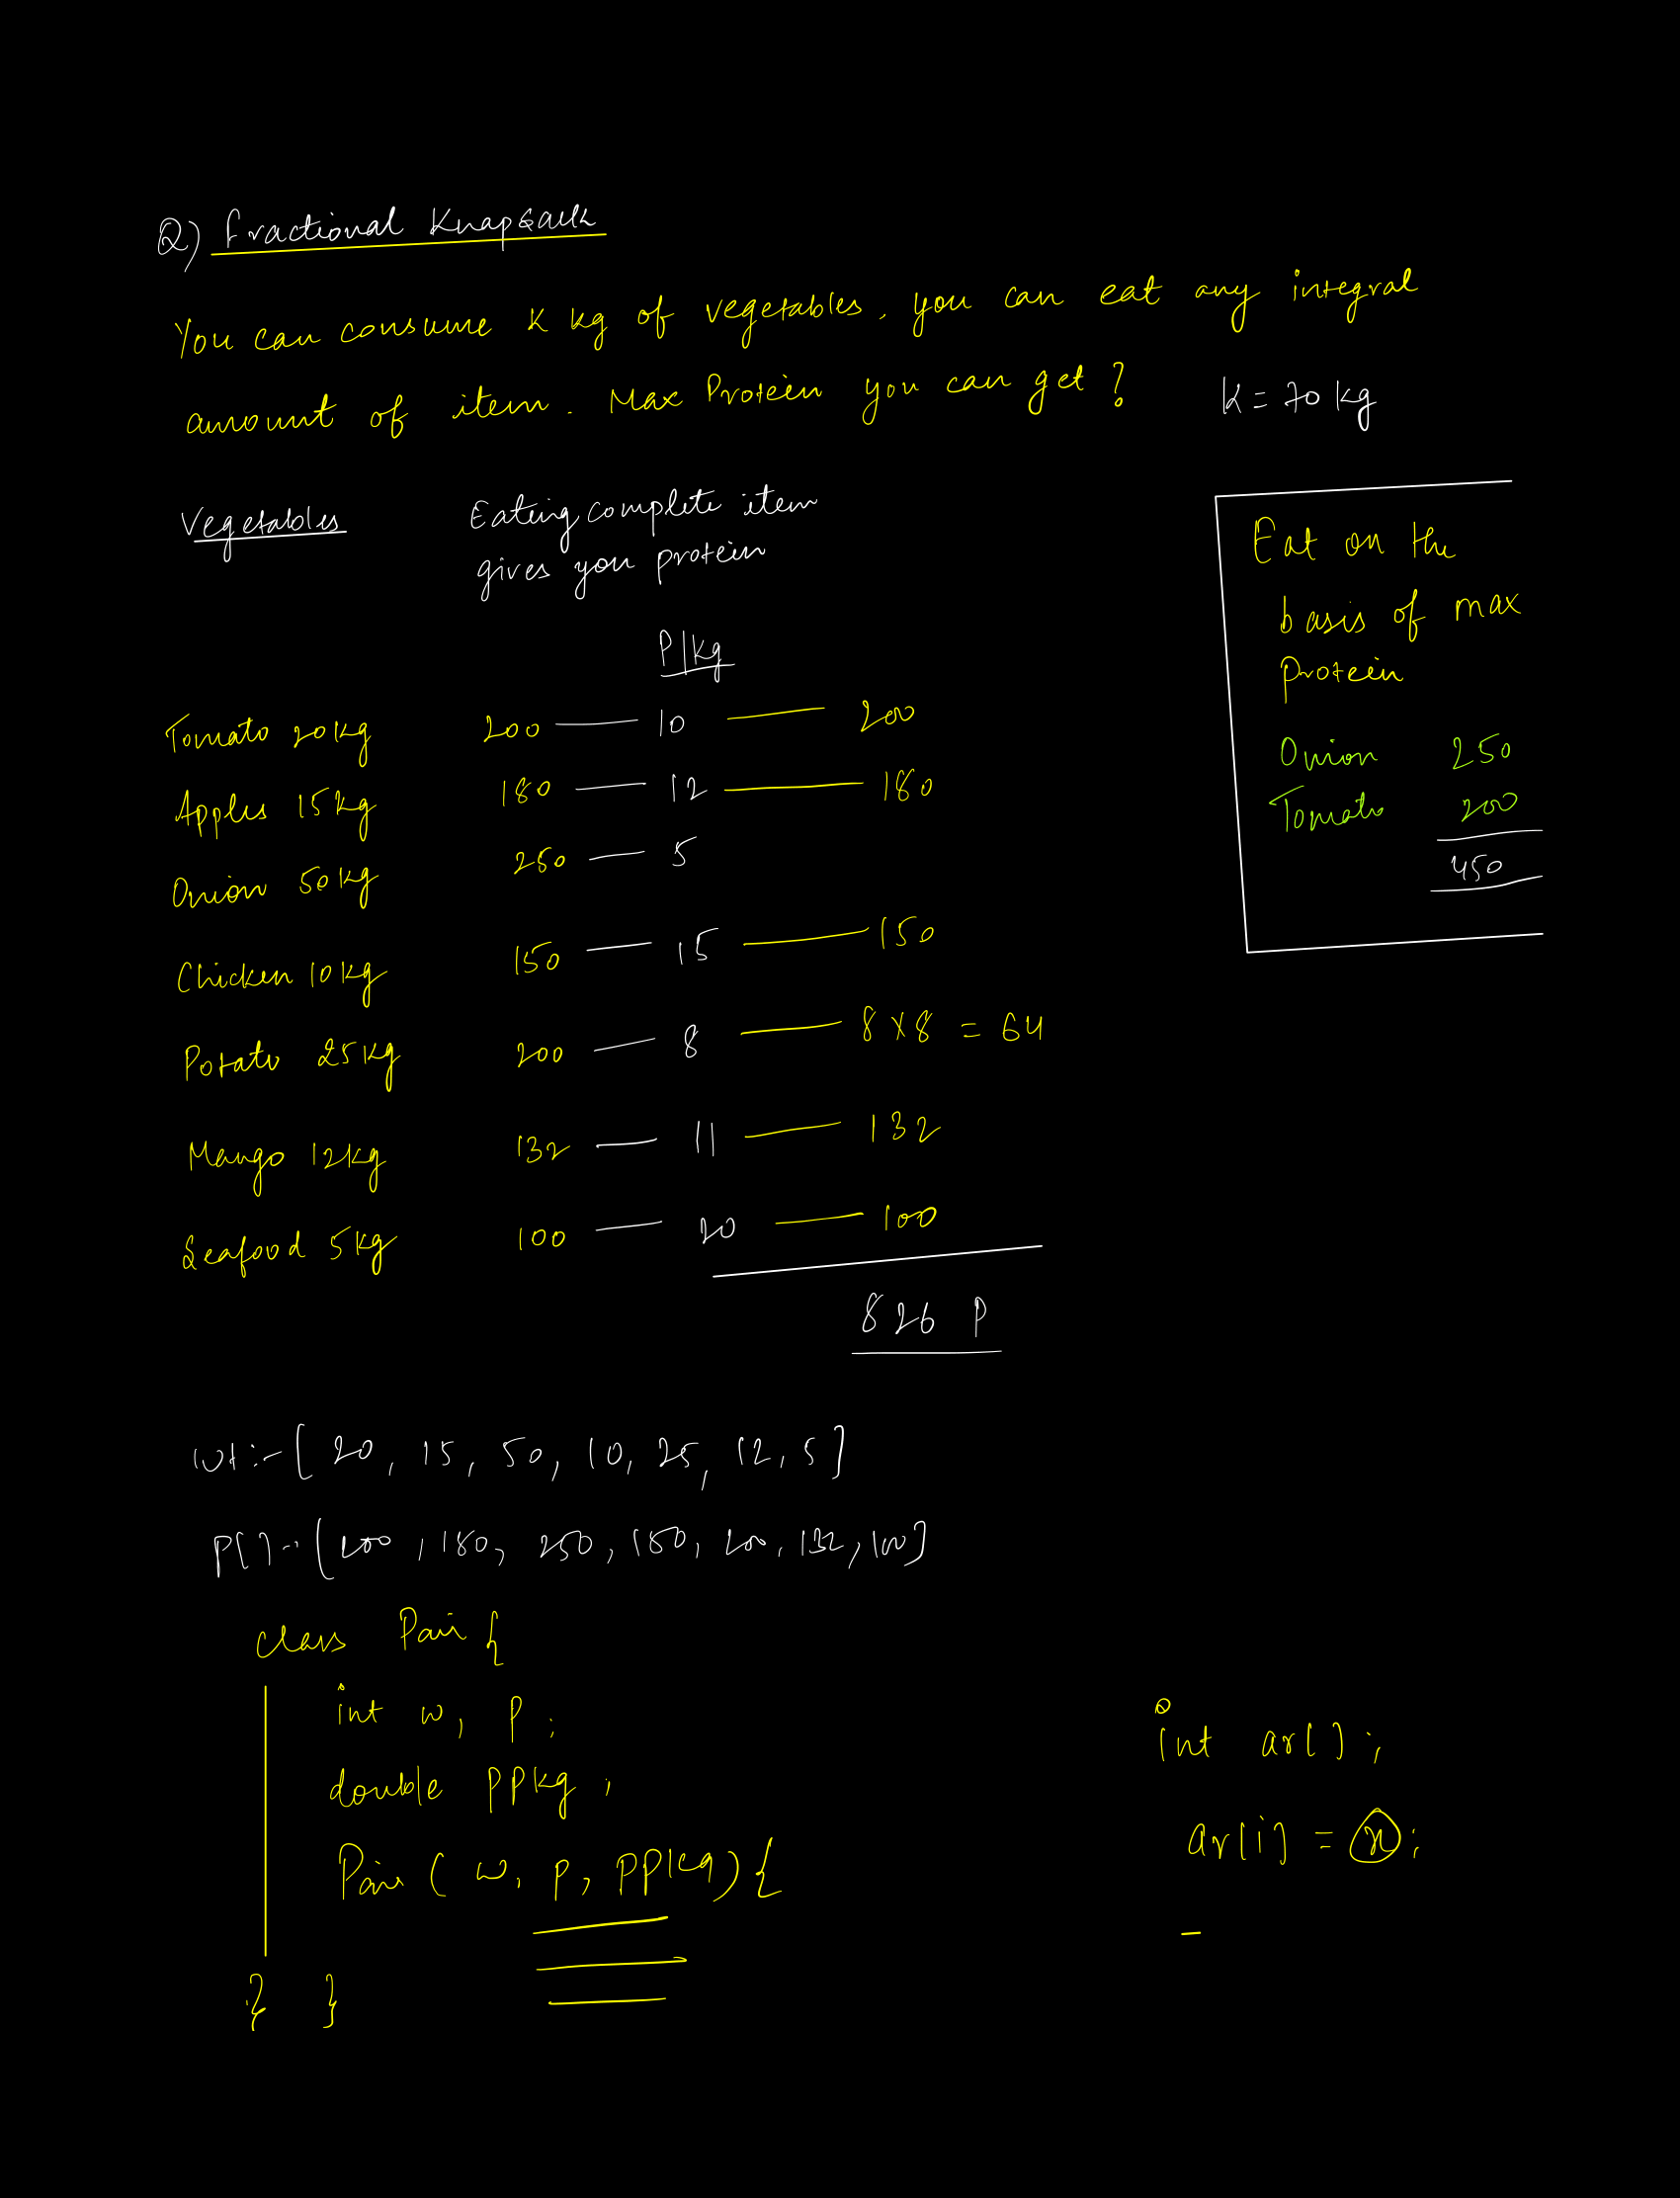 Q) Fractional Knapsack
You can consume K kg of vegetables, you can eat any integral
amount of item. Max Protein you can get? K = 70 kg
Vegetables Eating complete item
gives you protein
P/kg
Tomato 20kg 200 — 10 — 200
Apples 15kg 180 — 12 — 180
Onion 50kg 250 — 5
Chicken 10kg 150 — 15 — 150
Potato 25kg 200 — 8 — 8 X 8 = 64
Mango 12kg 132 — 11 — 132
Seafood 5kg 100 — 20 — 100
826 P
Eat on the
basis of max
protein
Onion 250
Tomato 200
450
wt :- [ 20, 15, 50, 10, 25, 12, 5 ]
P[] :- [ 200, 180, 250, 150, 200, 132, 100 ]
class Pair {
int w, P;
double PPkg;
Pair ( w, p, ppkg) {
} }
int ar[];
ar[i] = x;
–